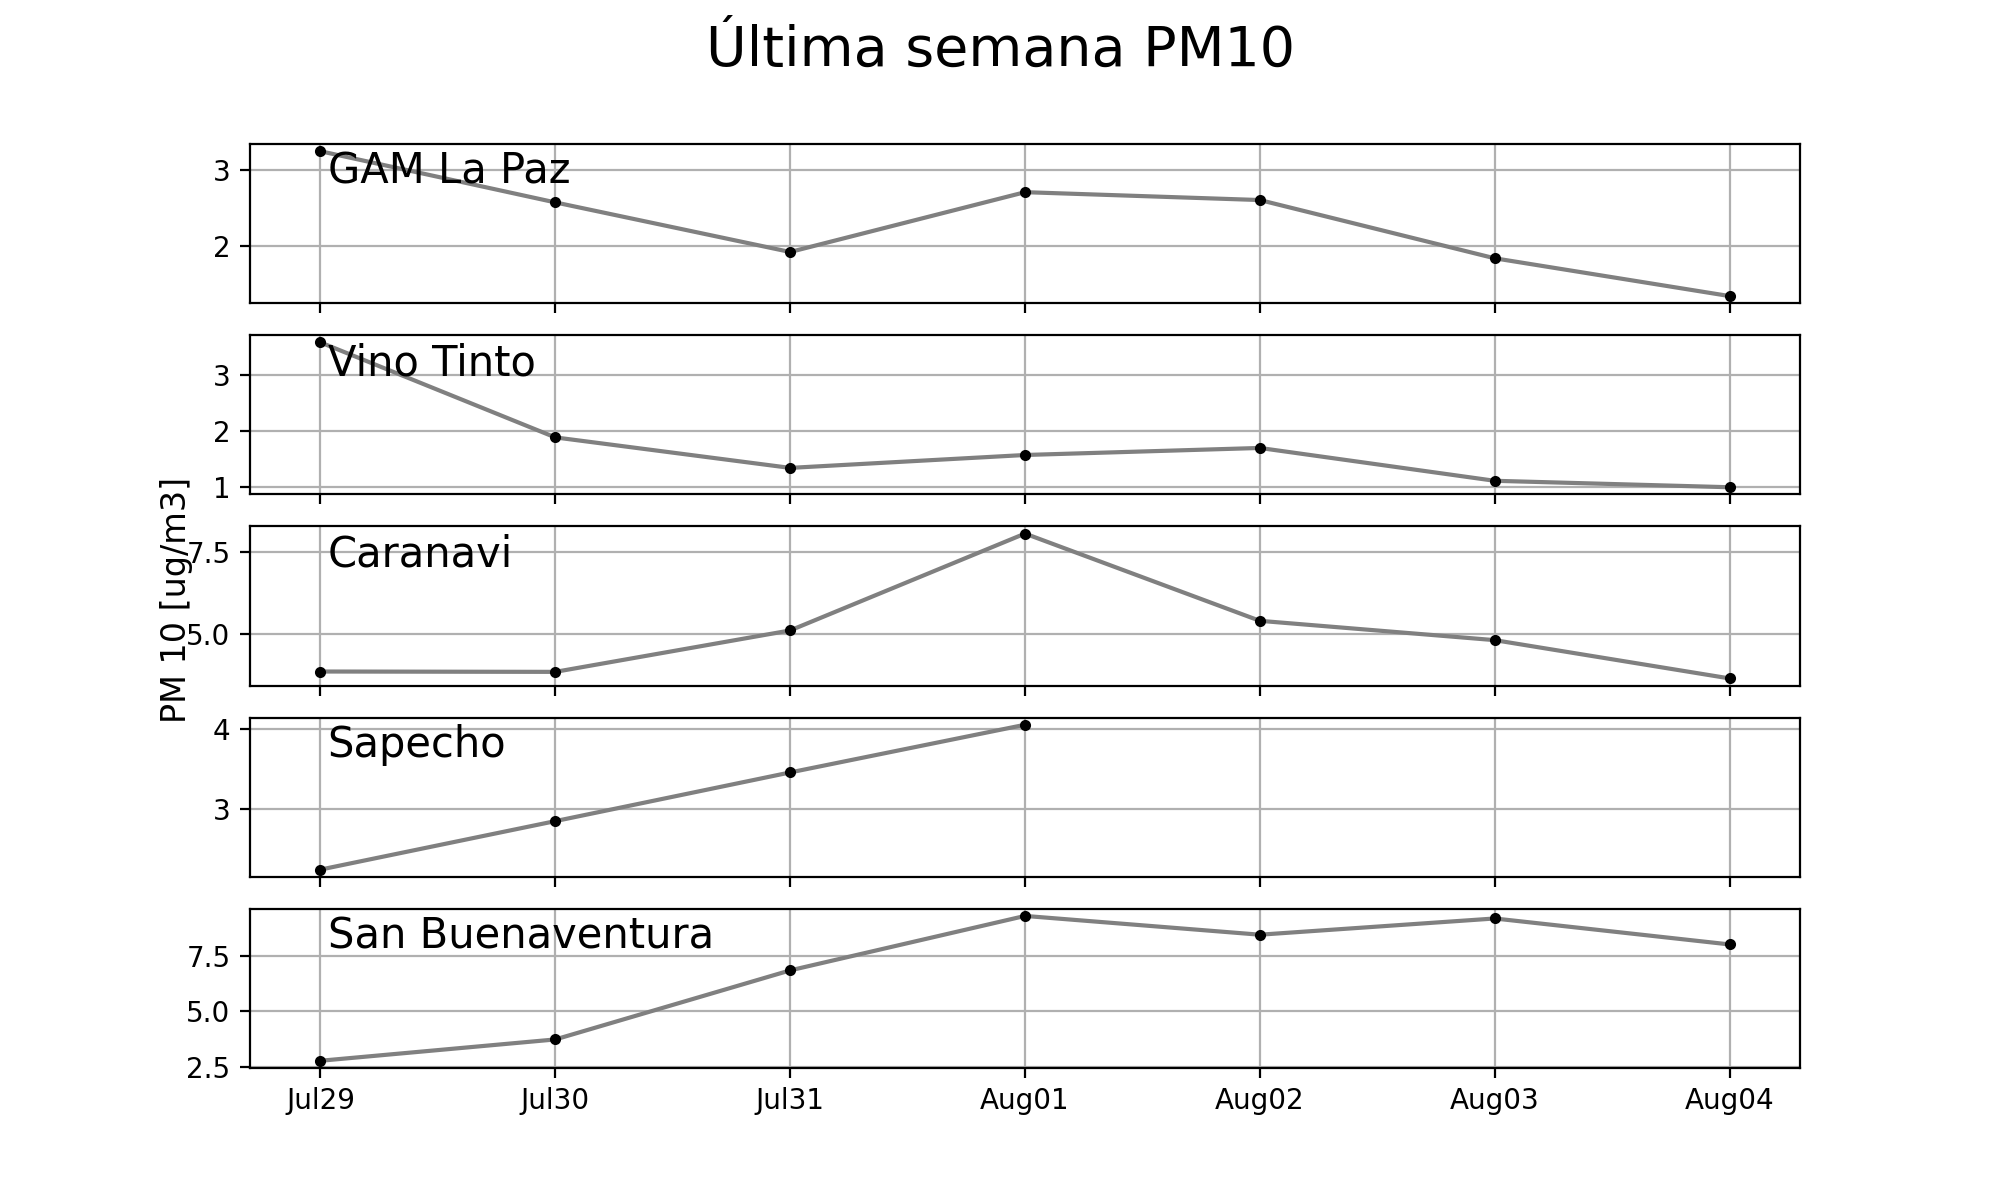 Última semana PM10
GAM La Paz
3
2
Vino Tinto
3
2
1
PM 10 [ug/m3]
Caranavi
7.5
5.0
Sapecho
4
3
San Buenaventura
7.5
5.0
2.5
Jul29 Jul30 Jul31 Aug01 Aug02 Aug03 Aug04